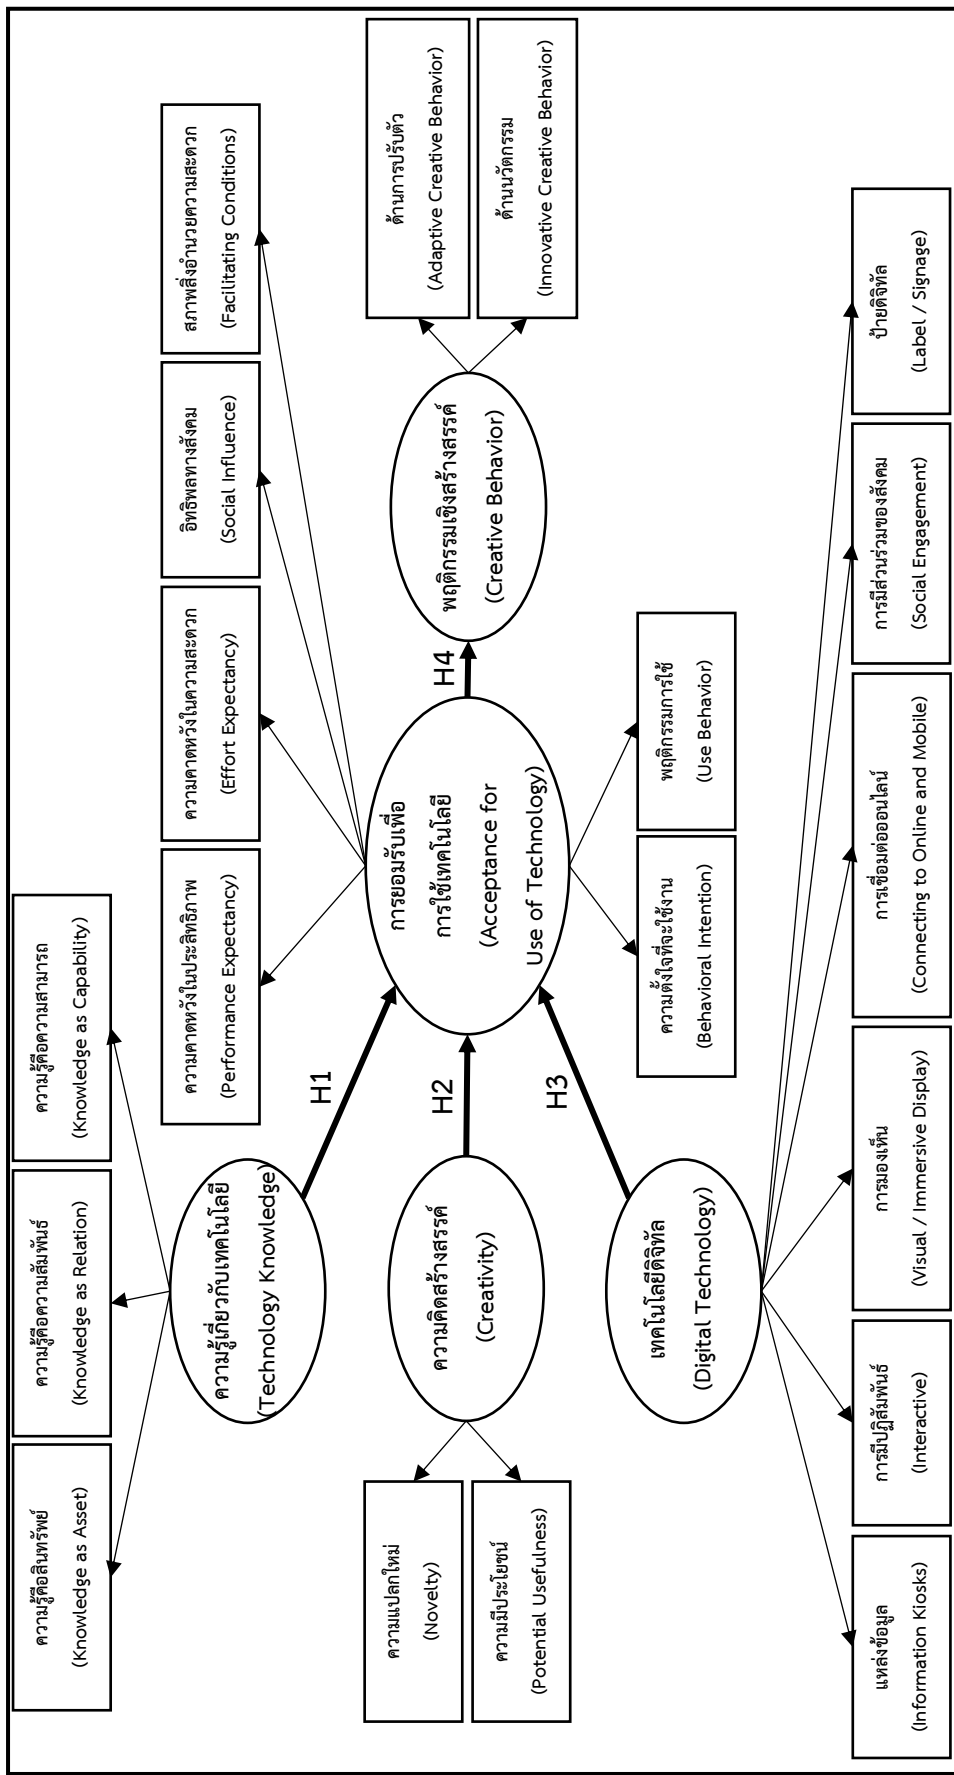 ความรู้คือสินทรัพย์
(Knowledge as Asset)
ความรู้คือความสัมพันธ์
(Knowledge as Relation)
ความรู้คือความสามารถ
(Knowledge as Capability)
ความคาดหวังในประสิทธิภาพ
(Performance Expectancy)
ความคาดหวังในความสะดวก
(Effort Expectancy)
อิทธิพลทางสังคม
(Social Influence)
สภาพสิ่งอำนวยความสะดวก
(Facilitating Conditions)
ความรู้เกี่ยวกับเทคโนโลยี
(Technology Knowledge)
H1
ความแปลกใหม่
(Novelty)
ความมีประโยชน์
(Potential Usefulness)
ความคิดสร้างสรรค์
(Creativity)
H2
การยอมรับเพื่อ
การใช้เทคโนโลยี
(Acceptance for
Use of Technology)
H4
พฤติกรรมเชิงสร้างสรรค์
(Creative Behavior)
ด้านการปรับตัว
(Adaptive Creative Behavior)
ด้านนวัตกรรม
(Innovative Creative Behavior)
H3
เทคโนโลยีดิจิทัล
(Digital Technology)
ความตั้งใจที่จะใช้งาน
(Behavioral Intention)
พฤติกรรมการใช้
(Use Behavior)
แหล่งข้อมูล
(Information Kiosks)
การมีปฏิสัมพันธ์
(Interactive)
การมองเห็น
(Visual / Immersive Display)
การเชื่อมต่อออนไลน์
(Connecting to Online and Mobile)
การมีส่วนร่วมของสังคม
(Social Engagement)
ป้ายดิจิทัล
(Label / Signage)